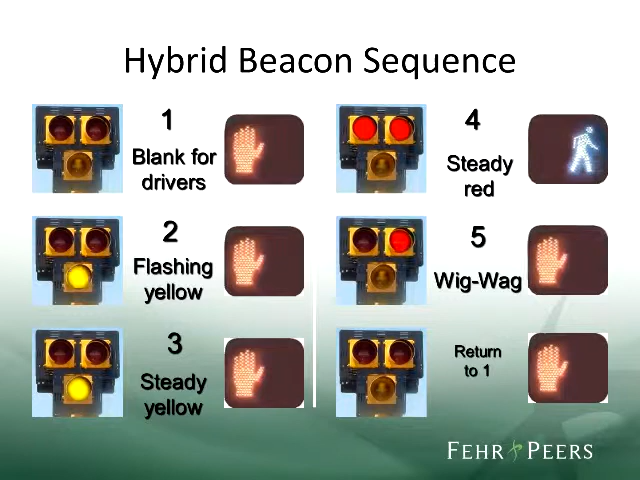 Hybrid Beacon Sequence
1
Blank for
drivers
2
Flashing
yellow
3
Steady
yellow
4
Steady
red
5
Wig-Wag
Return
to 1
FEHR PEERS